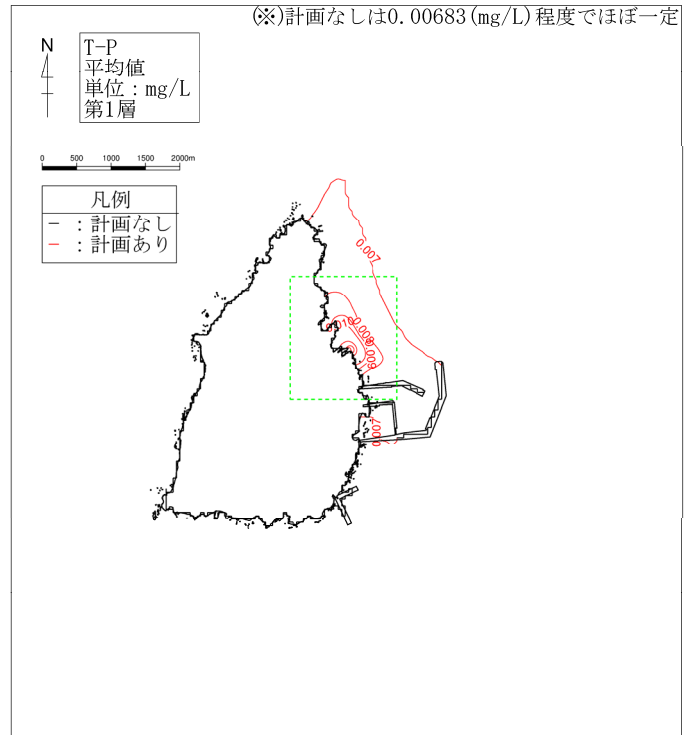 (※)計画なしは0.00683(mg/L)程度でほぼ一定
N
T-P
平均値
単位：mg/L
第1層
0 500 1000 1500 2000m
凡例
－ ：計画なし
－ ：計画あり
0.007
0.010
0.008
0.009
0.007